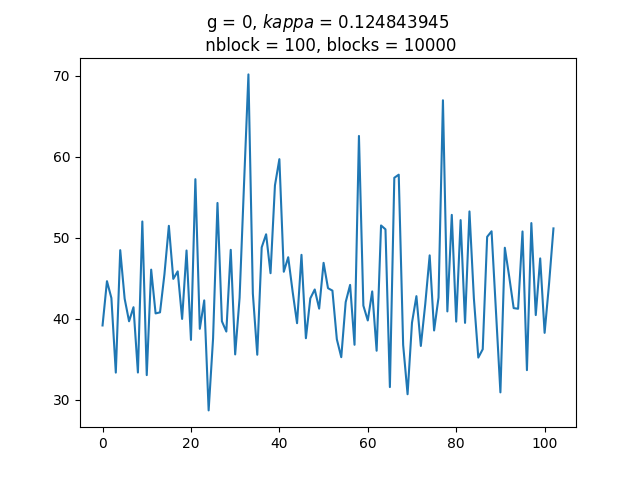 g = 0, kappa = 0.124843945
nblock = 100, blocks = 10000
70
60
50
40
30
0 20 40 60 80 100